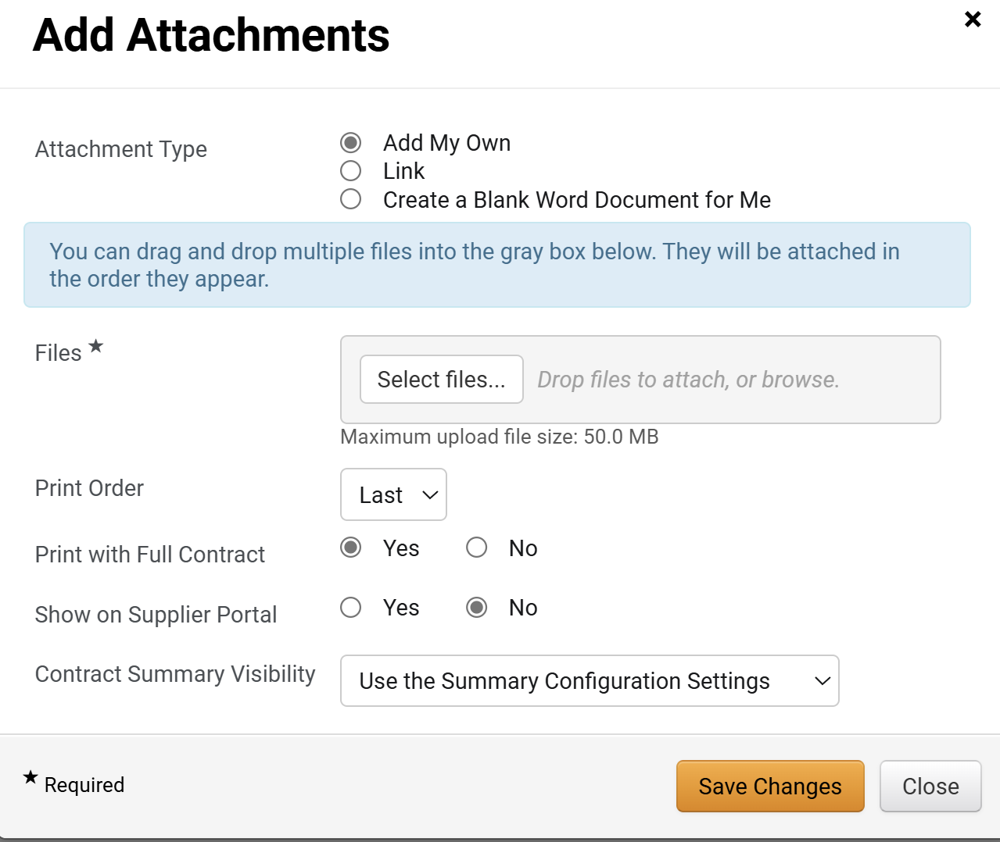 Add Attachments
Attachment Type
Add My Own
Link
Create a Blank Word Document for Me
You can drag and drop multiple files into the gray box below. They will be attached in
the order they appear.
Files ★
Select files... Drop files to attach, or browse.
Maximum upload file size: 50.0 MB
Print Order
Last
Print with Full Contract
Yes No
Show on Supplier Portal
Yes No
Contract Summary Visibility
Use the Summary Configuration Settings
★ Required
Save Changes Close